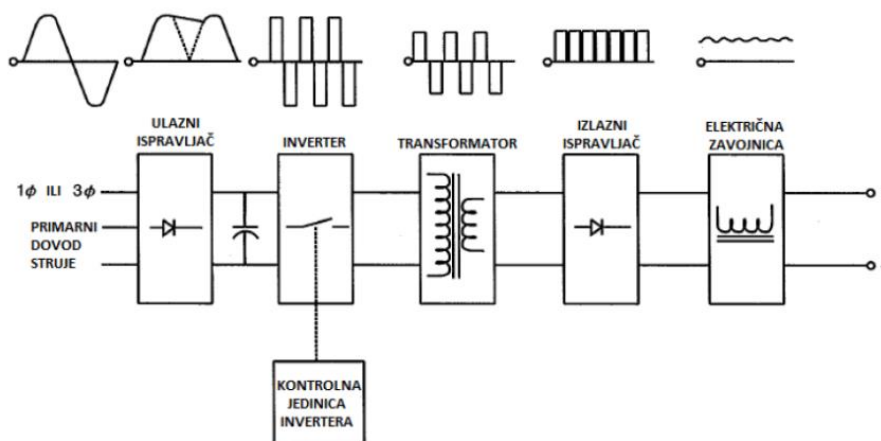 ULAZNI
ISPRAVLJAČ
INVERTER
TRANSFORMATOR
IZLAZNI
ISPRAVLJAČ
ELEKTRIČNA
ZAVOJNICA
1ϕ ILI 3ϕ
PRIMARNI
DOVOD
STRUJE
KONTROLNA
JEDINICA
INVERTERA